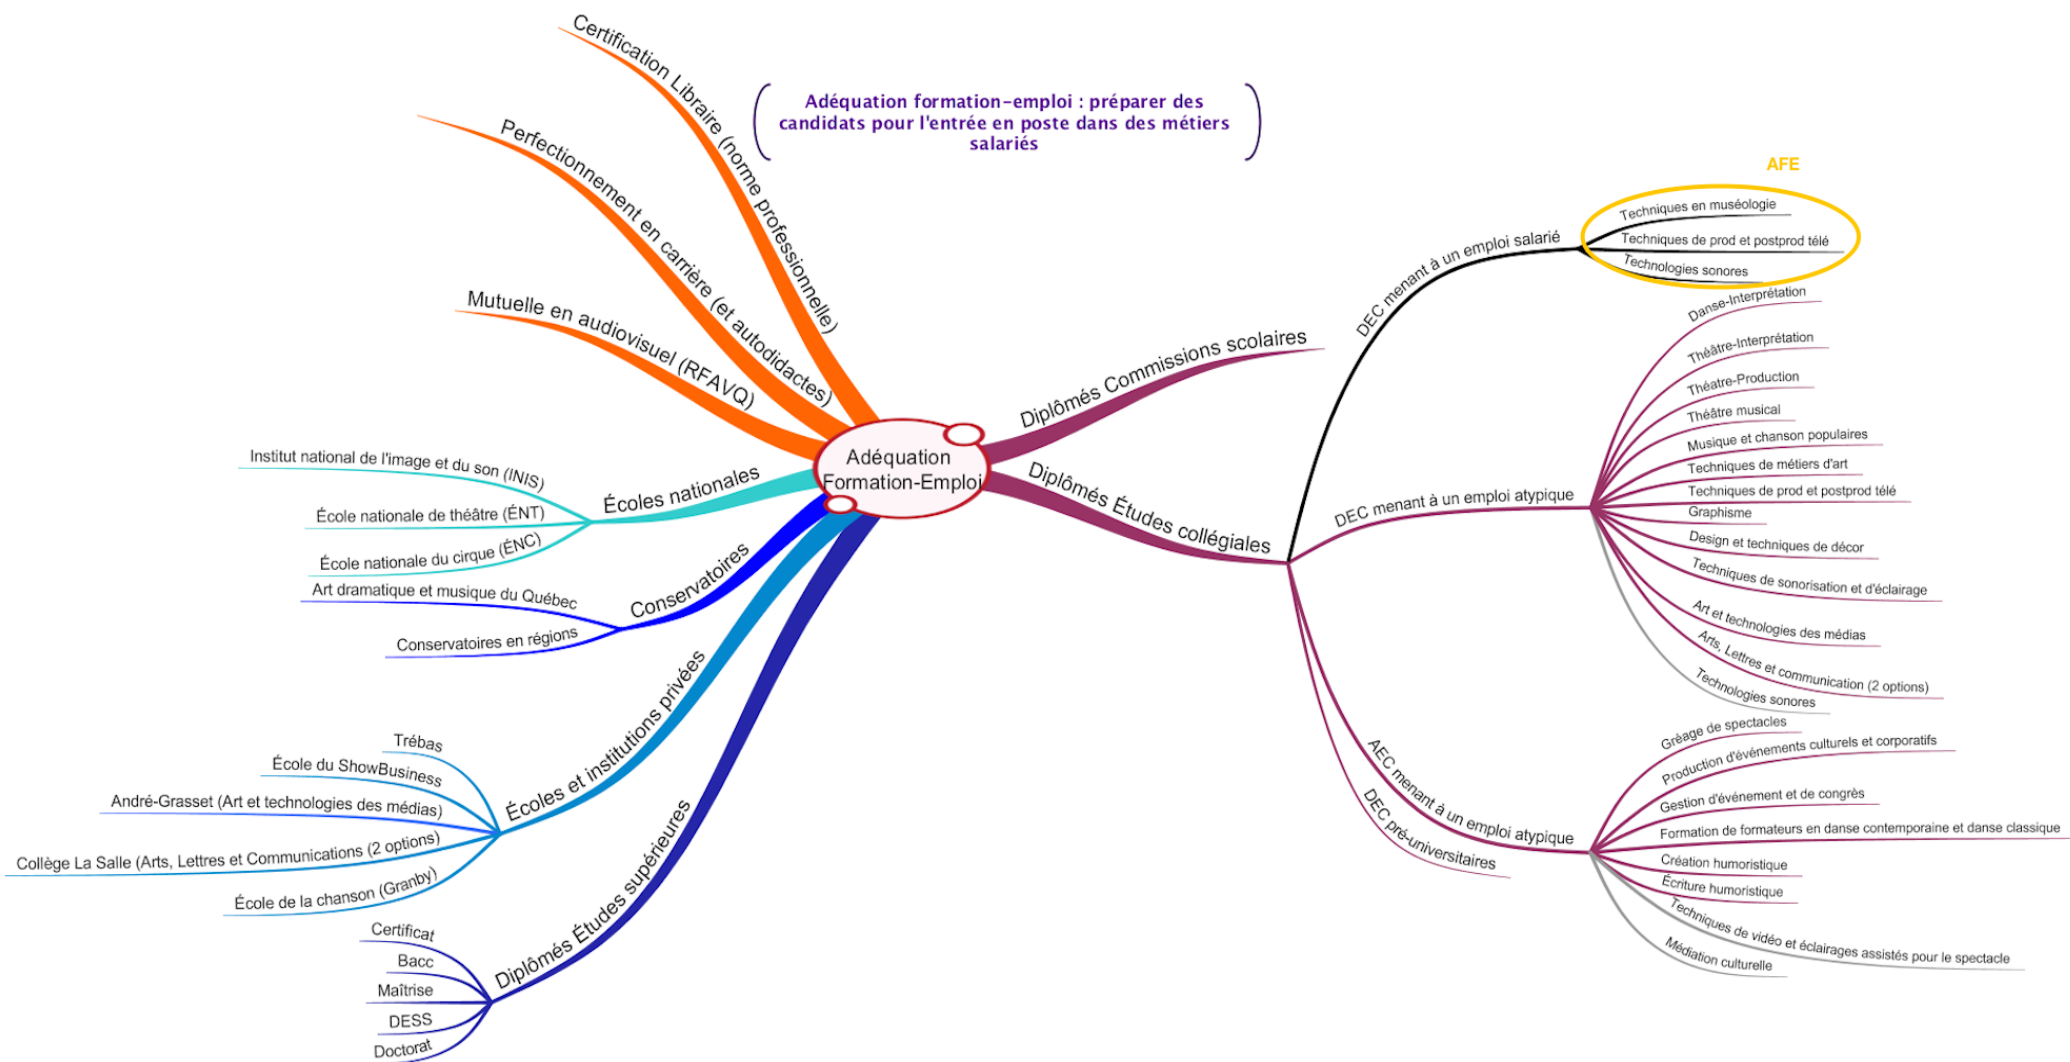 Certification Libraire (norme professionnelle)
Adéquation formation-emploi : préparer des
candidats pour l'entrée en poste dans des métiers
salariés
Perfectionnement en carrière (et autodidactes)
Mutuelle en audiovisuel (RFAVQ)
Adéquation
Formation-Emploi
Écoles nationales
Institut national de l'image et du son (INIS)
École nationale de théâtre (ÉNT)
École nationale du cirque (ÉNC)
Conservatoires
Art dramatique et musique du Québec
Conservatoires en régions
Écoles et institutions privées
Trébas
École du ShowBusiness
André-Grasset (Art et technologies des médias)
Collège La Salle (Arts, Lettres et Communications (2 options)
École de la chanson (Granby)
Diplômés Études supérieures
Certificat
Bacc
Maîtrise
DESS
Doctorat
Diplômés Commissions scolaires
Diplômés Études collégiales
DEC menant à un emploi salarié
AFE
Techniques en muséologie
Techniques de prod et postprod télé
Technologies sonores
DEC menant à un emploi atypique
Danse-Interprétation
Théâtre-Interprétation
Théatre-Production
Théâtre musical
Musique et chanson populaires
Techniques de métiers d'art
Techniques de prod et postprod télé
Graphisme
Design et techniques de décor
Techniques de sonorisation et d'éclairage
Art et technologies des médias
Arts, Lettres et communication (2 options)
Technologies sonores
AEC menant à un emploi atypique
Gréage de spectacles
Production d'événements culturels et corporatifs
Gestion d'événement et de congrès
Formation de formateurs en danse contemporaine et danse classique
Création humoristique
Écriture humoristique
Techniques de vidéo et éclairages assistés pour le spectacle
Médiation culturelle
DEC pré-universitaires